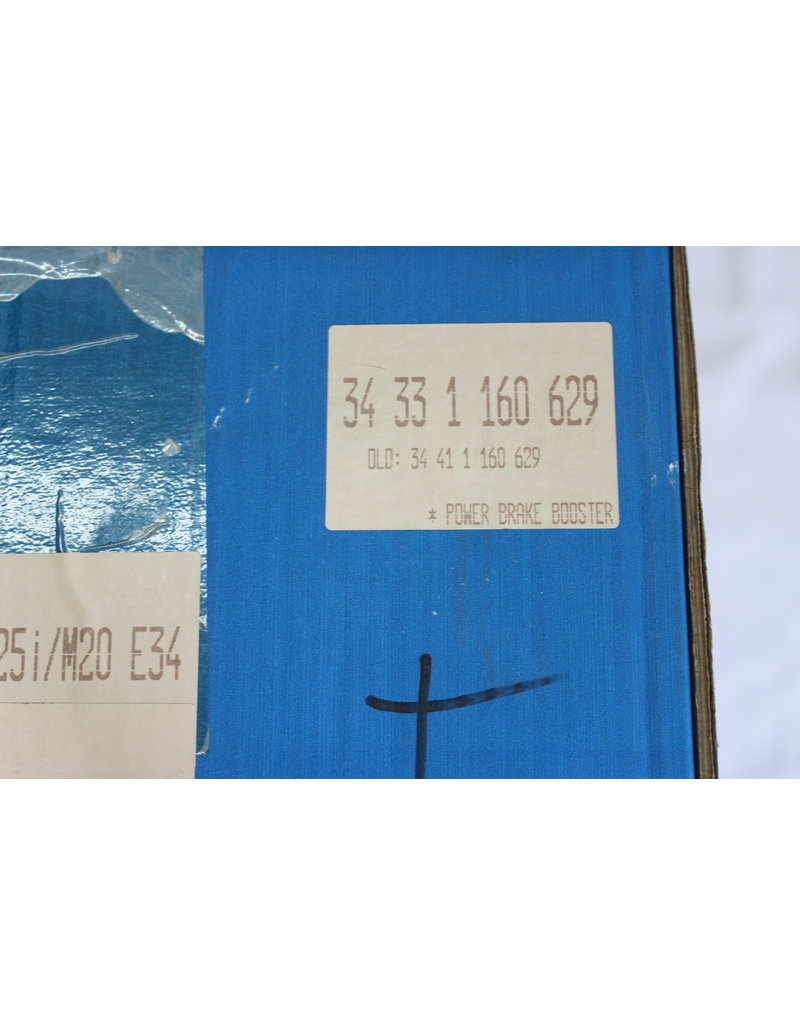 34 33 1 160 629
OLD: 34 41 1 160 629
* POWER BRAKE BOOSTER
25i/M20 E34